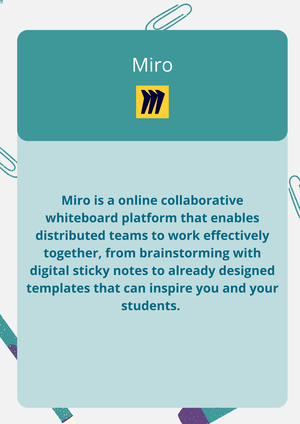 Miro
Miro is a online collaborative
whiteboard platform that enables
distributed teams to work effectively
together, from brainstorming with
digital sticky notes to already designed
templates that can inspire you and your
students.